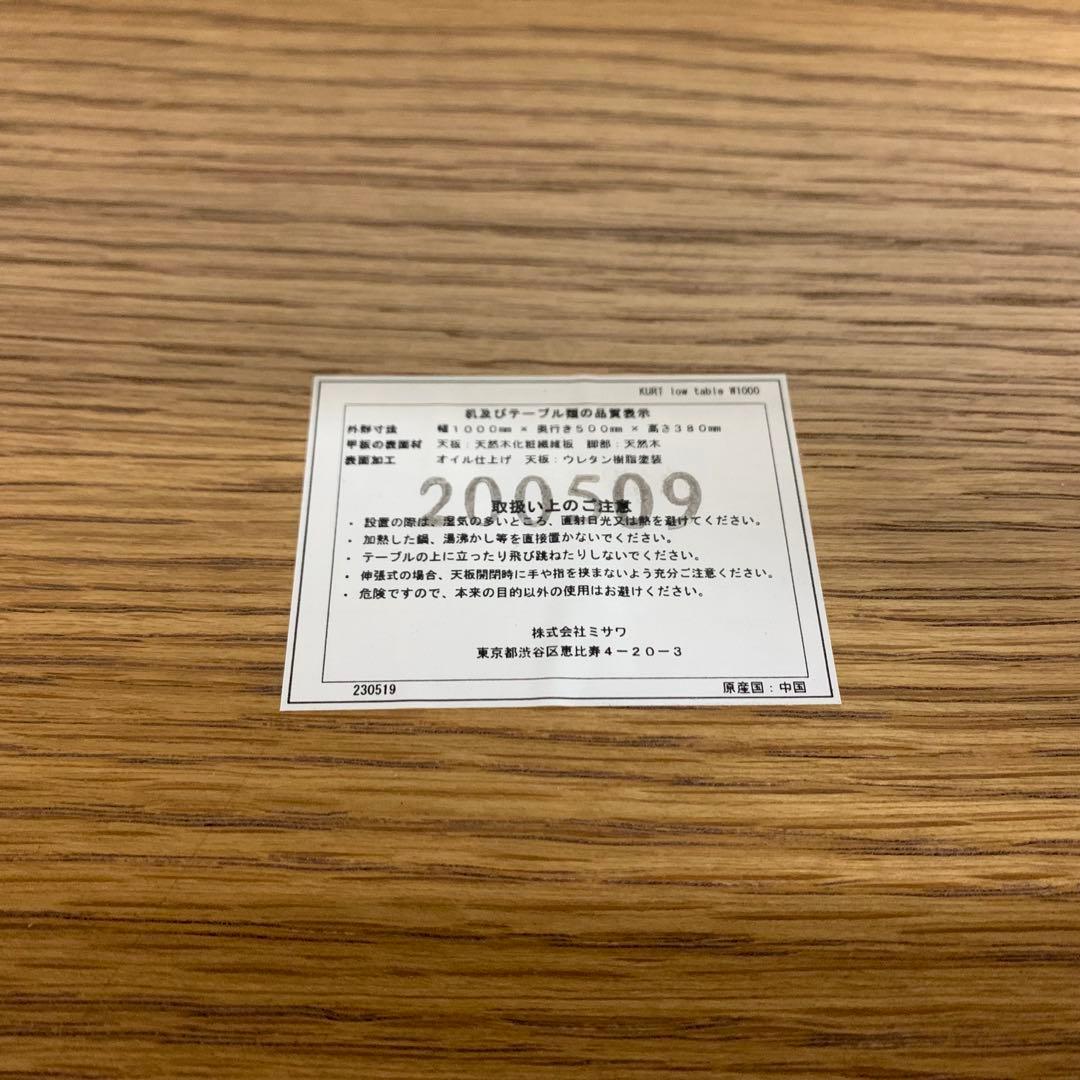 KURT low table W1000
机及びテーブル類の品質表示
外郭寸法 幅1000mm × 奥行き500mm × 高さ380mm
甲板の表面材 天板：天然木化粧繊維板 脚部：天然木
表面加工 オイル仕上げ 天板：ウレタン樹脂塗装
200509
取扱い上のご注意
・ 設置の際は、湿気の多いところ、直射日光又は熱を避けてください。
・ 加熱した鍋、湯沸かし等を直接置かないでください。
・ テーブルの上に立ったり飛び跳ねたりしないでください。
・ 伸張式の場合、天板開閉時に手や指を挟まないよう充分ご注意ください。
・ 危険ですので、本来の目的以外の使用はお避けください。
株式会社ミサワ
東京都渋谷区恵比寿4－20－3
230519 原産国：中国